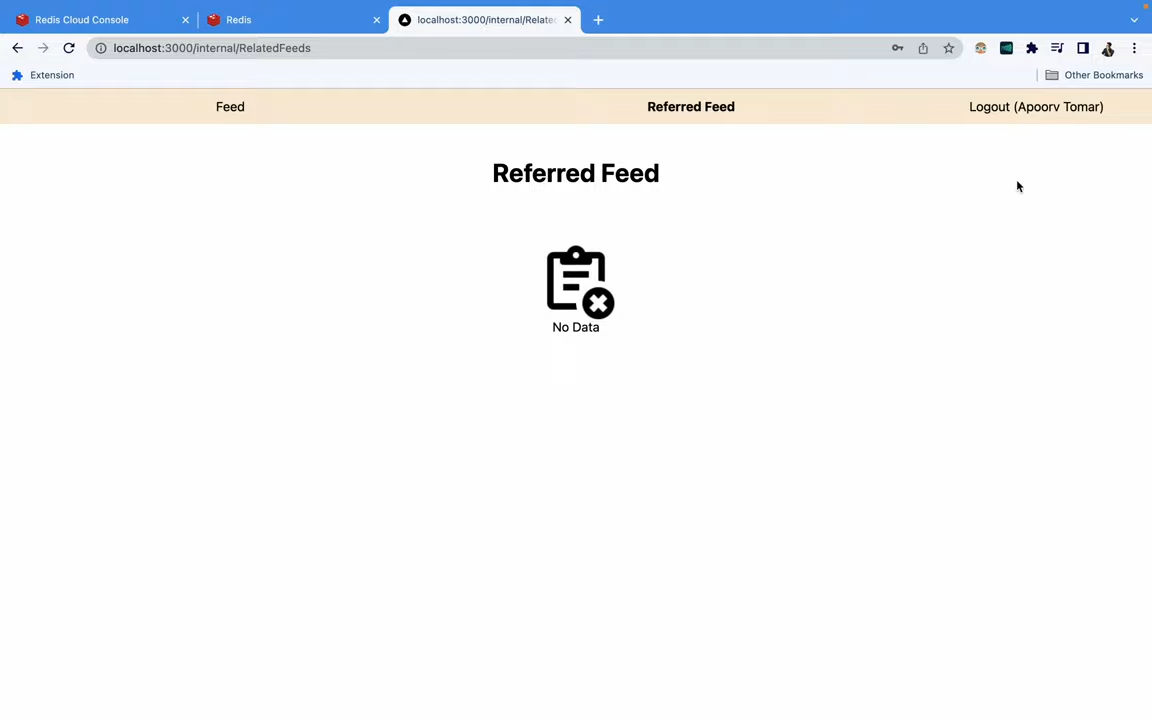 Redis Cloud Console
Redis
localhost:3000/internal/Relate
localhost:3000/internal/RelatedFeeds
Extension
Other Bookmarks
Feed
Referred Feed
Logout (Apoorv Tomar)
Referred Feed
No Data